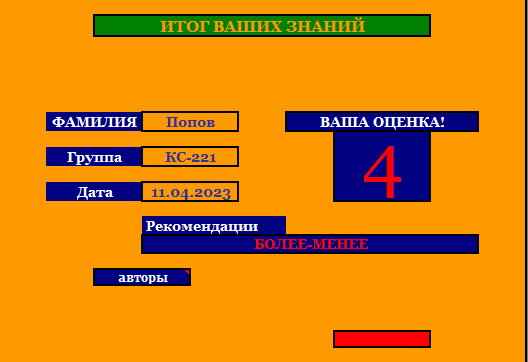 ИТОГ ВАШИХ ЗНАНИЙ
ФАМИЛИЯ Попов ВАША ОЦЕНКА!
4
Группа КС-221
Дата 11.04.2023
Рекомендации
БОЛЕЕ-МЕНЕЕ
авторы